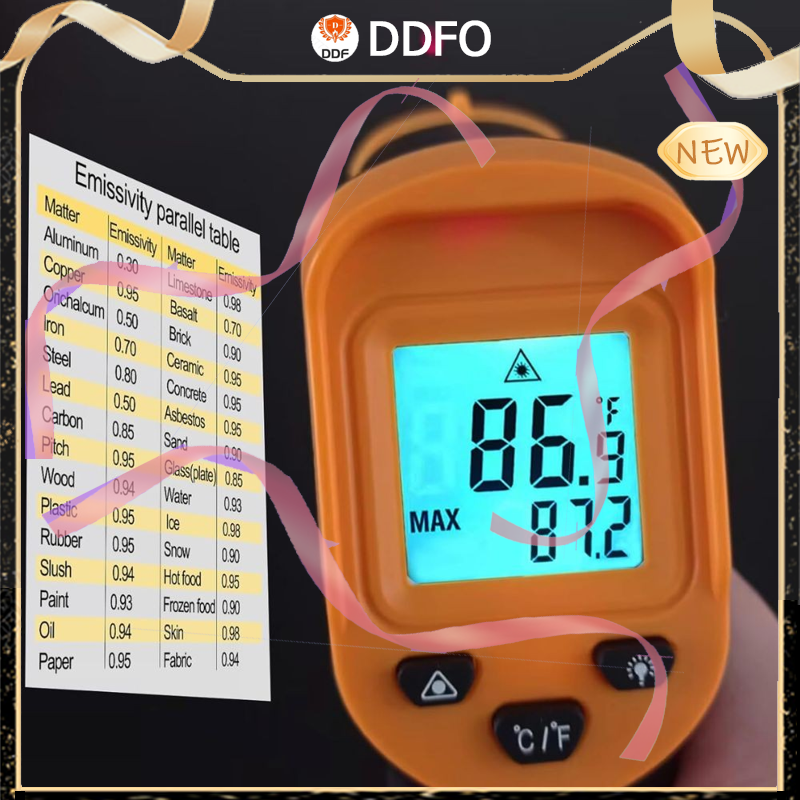 DDF
DDFO
NEW
Emissivity parallel table
Matter Emissivity Matter Emissivity
Aluminum 0.30 Limestone 0.98
Copper 0.95 Basalt 0.70
Orichalcum 0.50 Brick 0.90
Iron 0.70 Ceramic 0.95
Steel 0.80 Concrete 0.95
Lead 0.50 Asbestos 0.95
Carbon 0.85 Sand 0.90
Pitch 0.95 Glass(plate) 0.85
Wood 0.94 Water 0.93
Plastic 0.95 Ice 0.98
Rubber 0.95 Snow 0.90
Slush 0.94 Hot food 0.95
Paint 0.93 Frozen food 0.90
Oil 0.94 Skin 0.98
Paper 0.95 Fabric 0.94
86.9 °F
MAX 87.2
°C/°F